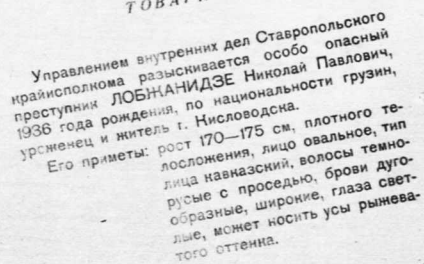 ТОВАР
Управлением внутренних дел Ставропольского
крайисполкома разыскивается особо опасный
преступник ЛОБЖАНИДЗЕ Николай Павлович,
1936 года рождения, по национальности грузин,
уроженец и житель г. Кисловодска.
Его приметы: рост 170—175 см, плотного те-
лосложения, лицо овальное, тип
лица кавказский, волосы темно-
русые с проседью, брови дуго-
образные, широкие, глаза свет-
лые, может носить усы рыжева-
того оттенка.